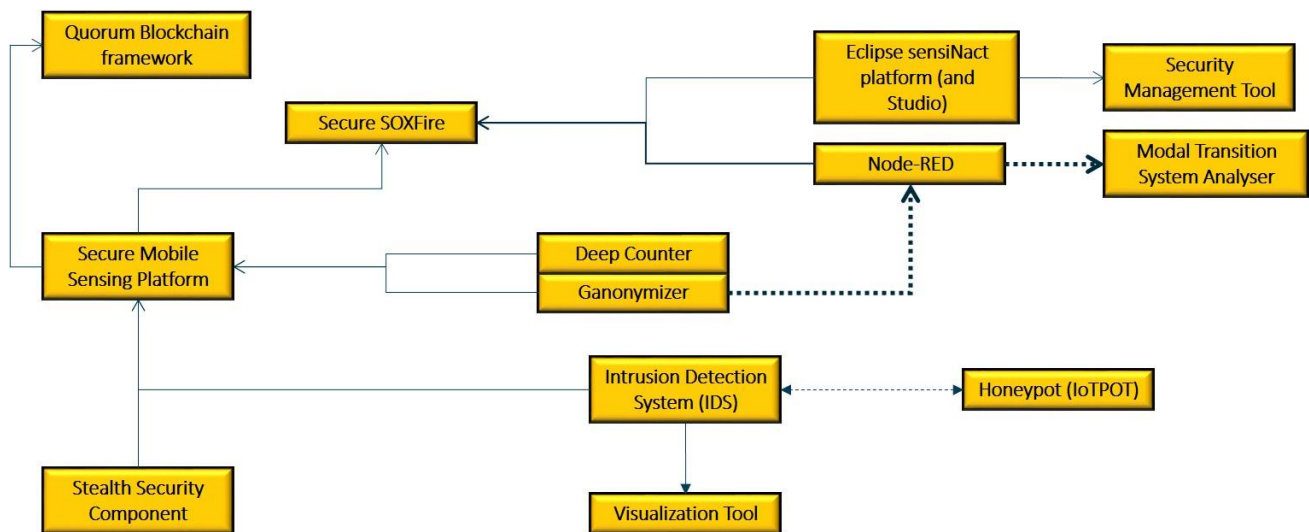 Quorum Blockchain
framework
Eclipse sensiNact
platform (and
Studio)
Security
Management Tool
Secure SOXFire
Node-RED
Modal Transition
System Analyser
Secure Mobile
Sensing Platform
Deep Counter
Ganonymizer
Intrusion Detection
System (IDS)
Honeypot (IoTPOT)
Stealth Security
Component
Visualization Tool